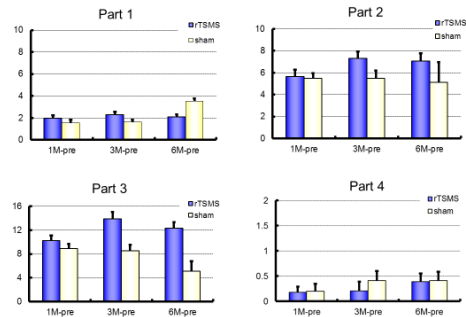 Part 1
rTSMS
sham
10
8
6
4
2
0
1M-pre 3M-pre 6M-pre
Part 2
rTSMS
sham
10
8
6
4
2
0
1M-pre 3M-pre 6M-pre
Part 3
rTSMS
sham
16
12
8
4
0
1M-pre 3M-pre 6M-pre
Part 4
rTSMS
sham
2
1.5
1
0.5
0
1M-pre 3M-pre 6M-pre